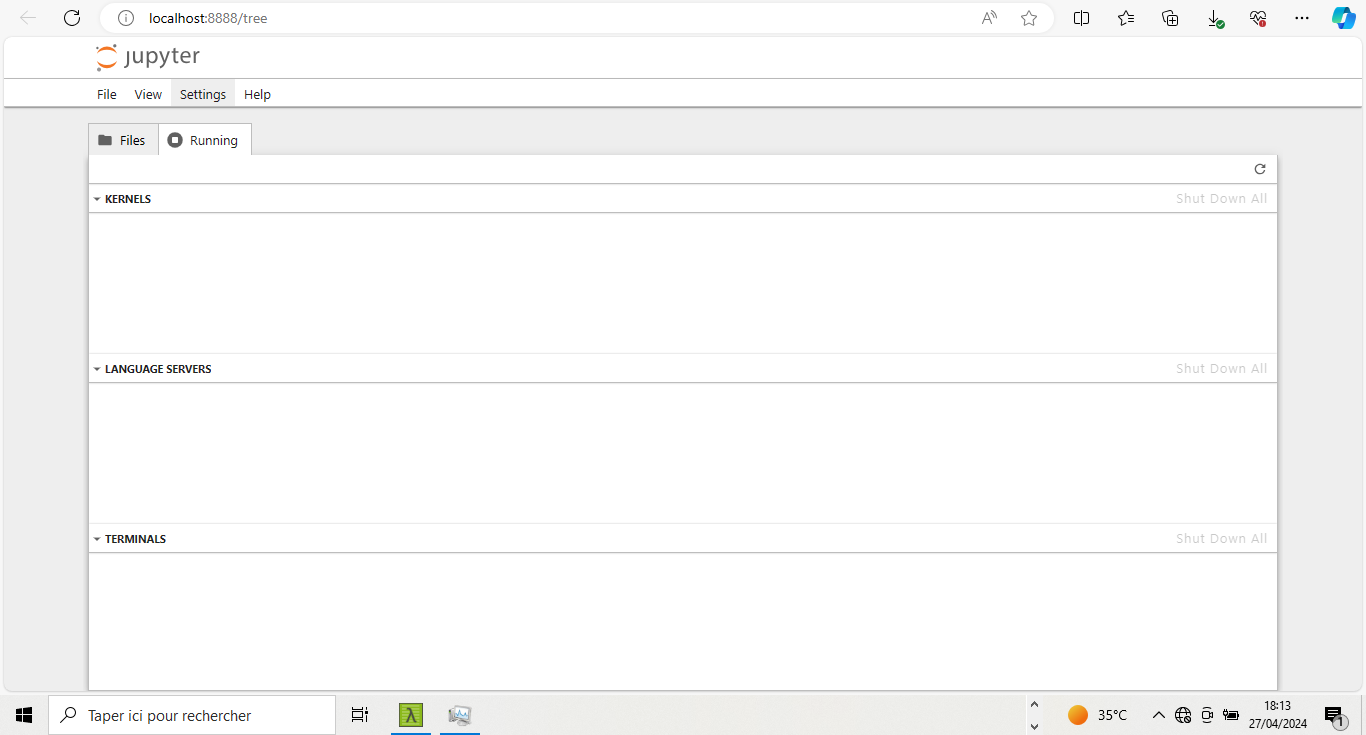 localhost:8888/tree
jupyter
File View Settings Help
Files Running
KERNELS Shut Down All
LANGUAGE SERVERS Shut Down All
TERMINALS Shut Down All
Taper ici pour rechercher
35°C
18:13
27/04/2024
1